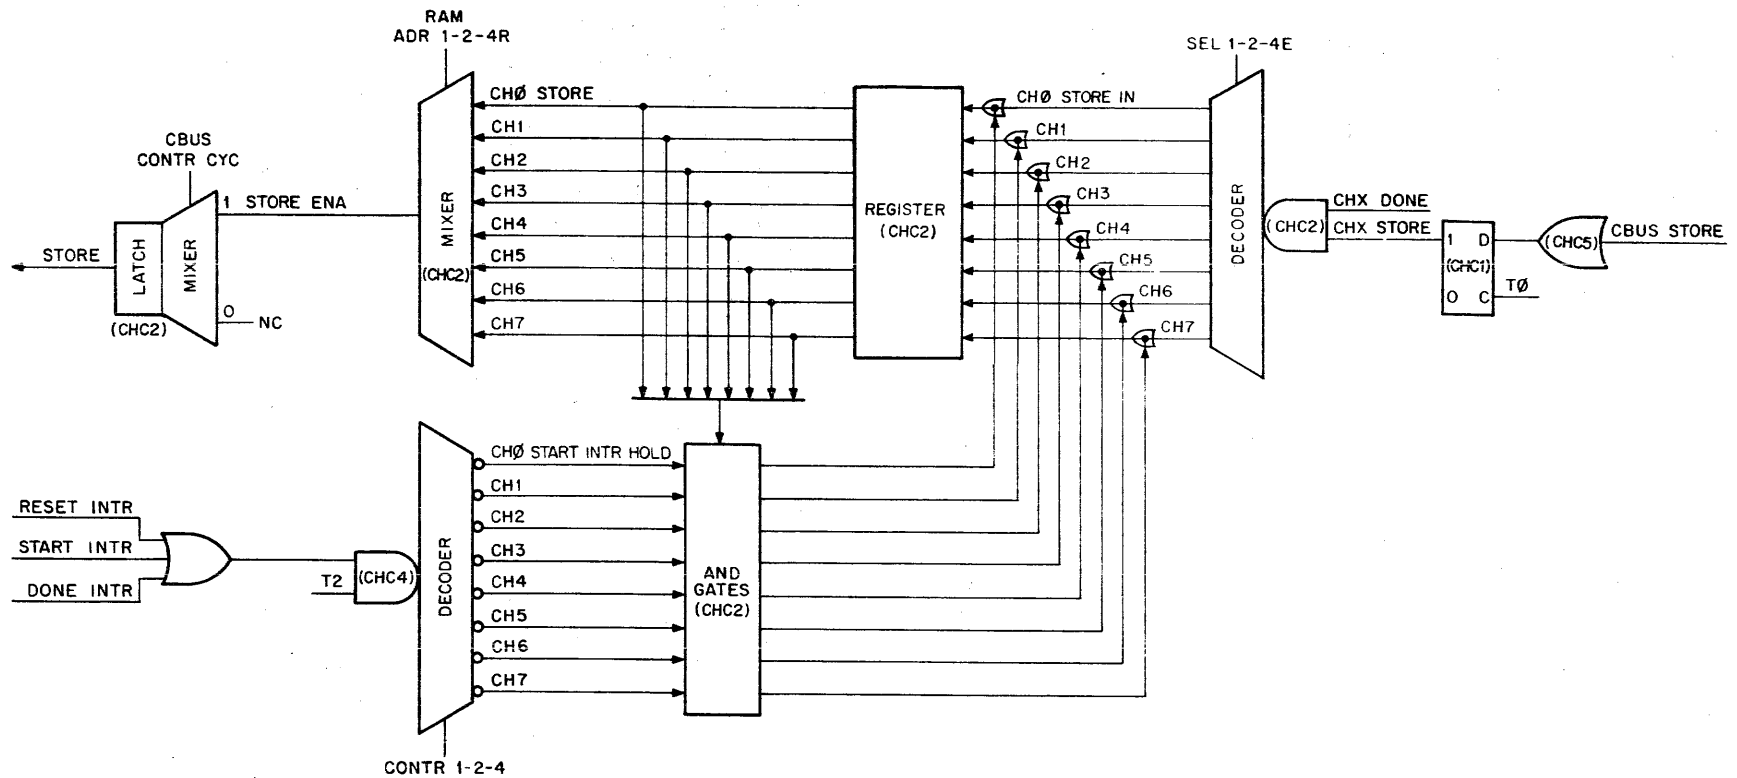 RAM
ADR 1-2-4R
SEL 1-2-4E
CBUS
CONTR CYC
1 STORE ENA
STORE
LATCH
MIXER
(CHC2)
0
NC
MIXER
(CHC2)
CHØ STORE
CH1
CH2
CH3
CH4
CH5
CH6
CH7
REGISTER
(CHC2)
CHØ STORE IN
CH1
CH2
CH3
CH4
CH5
CH6
CH7
DECODER
(CHC2)
CHX DONE
CHX STORE
1 D
(CHC1)
0 C
TØ
(CHC5)
CBUS STORE
RESET INTR
START INTR
DONE INTR
T2
(CHC4)
DECODER
CHØ START INTR HOLD
CH1
CH2
CH3
CH4
CH5
CH6
CH7
AND
GATES
(CHC2)
CONTR 1-2-4